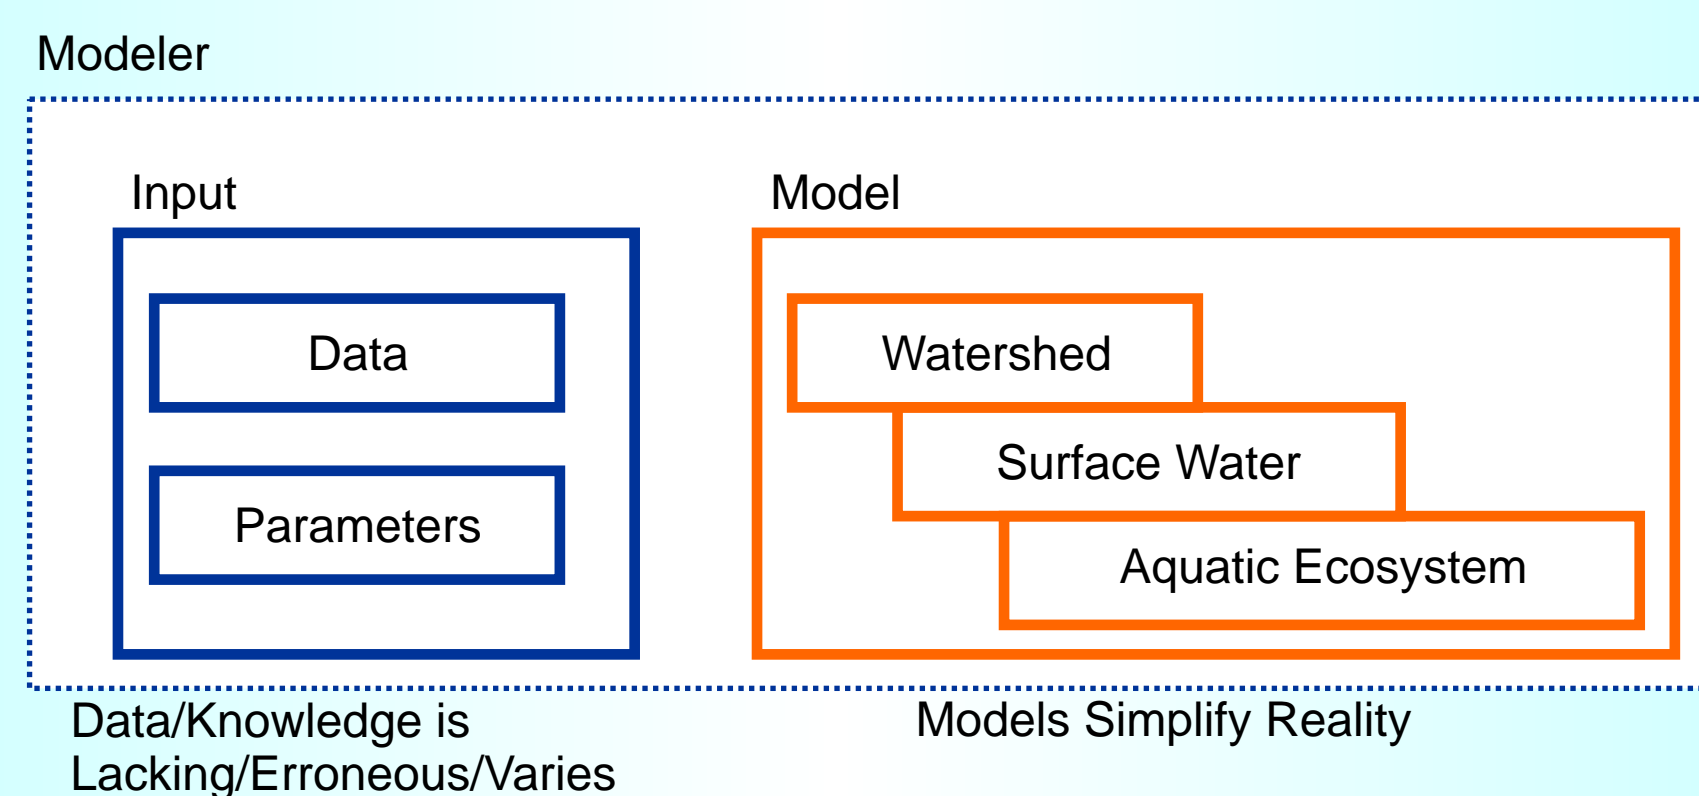 Modeler
Input
Model
Data
Watershed
Surface Water
Parameters
Aquatic Ecosystem
Data/Knowledge is
Lacking/Erroneous/Varies
Models Simplify Reality